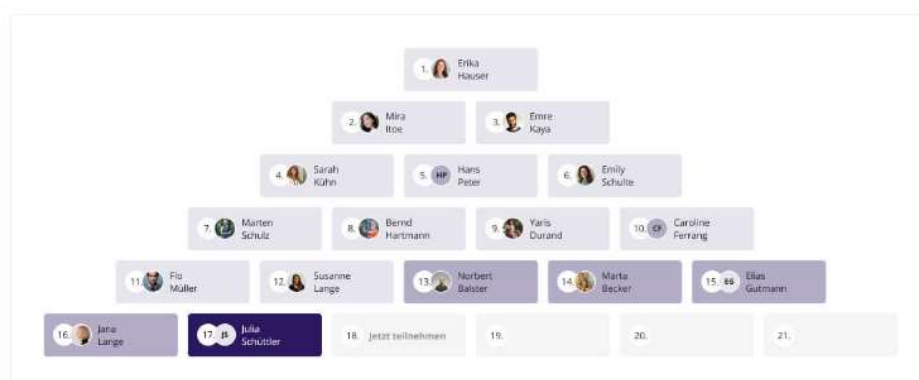 1. Erika
Hauser
2. Mira
Itoe
3. Emre
Kaya
4. Sarah
Kühn
5. HP Hans
Peter
6. Emily
Schulte
7. Marten
Schulz
8. Bernd
Hartmann
9. Yaris
Durand
10. CF Caroline
Ferrang
11. Flo
Müller
12. Susanne
Lange
13. Norbert
Balster
14. Marta
Becker
15. EG Elias
Gutmann
16. Jana
Lange
17. JS Julia
Schüttler
18. Jetzt teilnehmen
19.
20.
21.